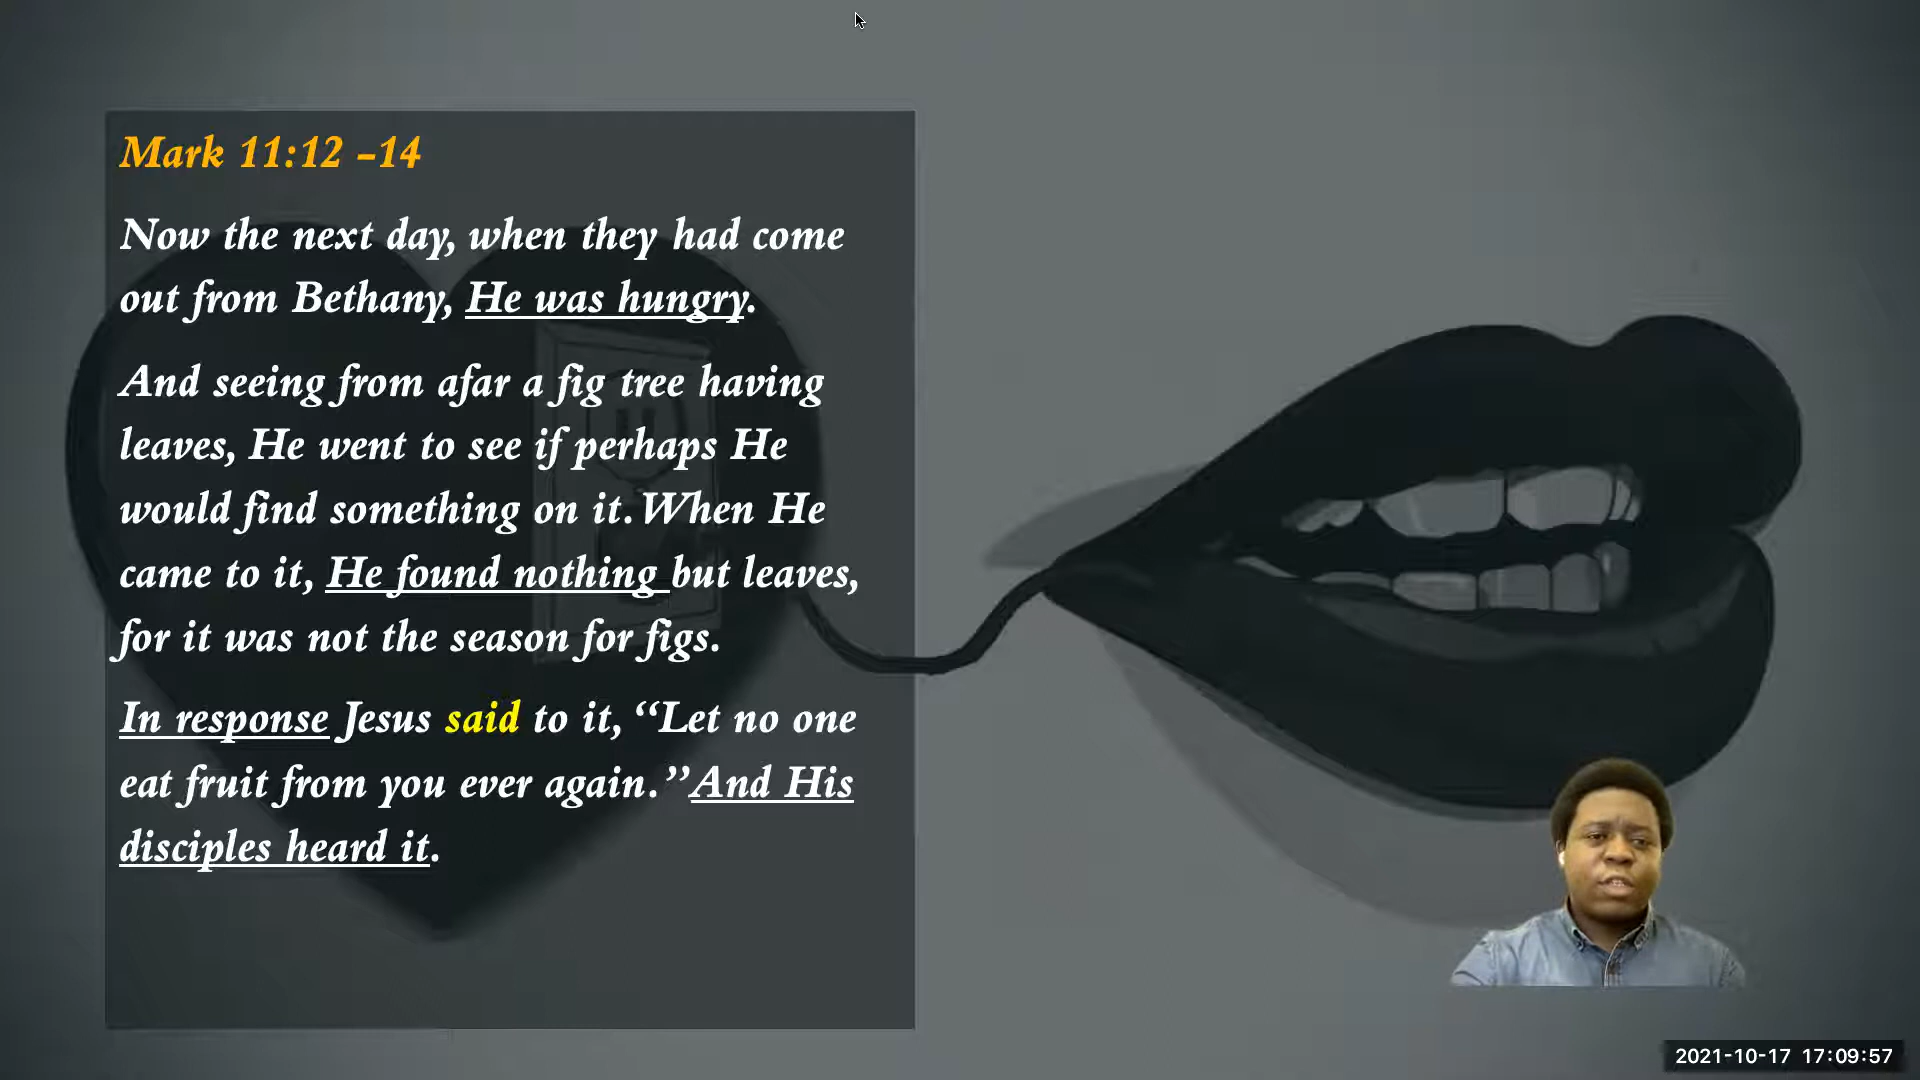 Mark 11:12 –14
Now the next day, when they had come
out from Bethany, He was hungry.
And seeing from afar a fig tree having
leaves, He went to see if perhaps He
would find something on it. When He
came to it, He found nothing but leaves,
for it was not the season for figs.
In response Jesus said to it, “Let no one
eat fruit from you ever again.” And His
disciples heard it.
2021-10-17 17:09:57